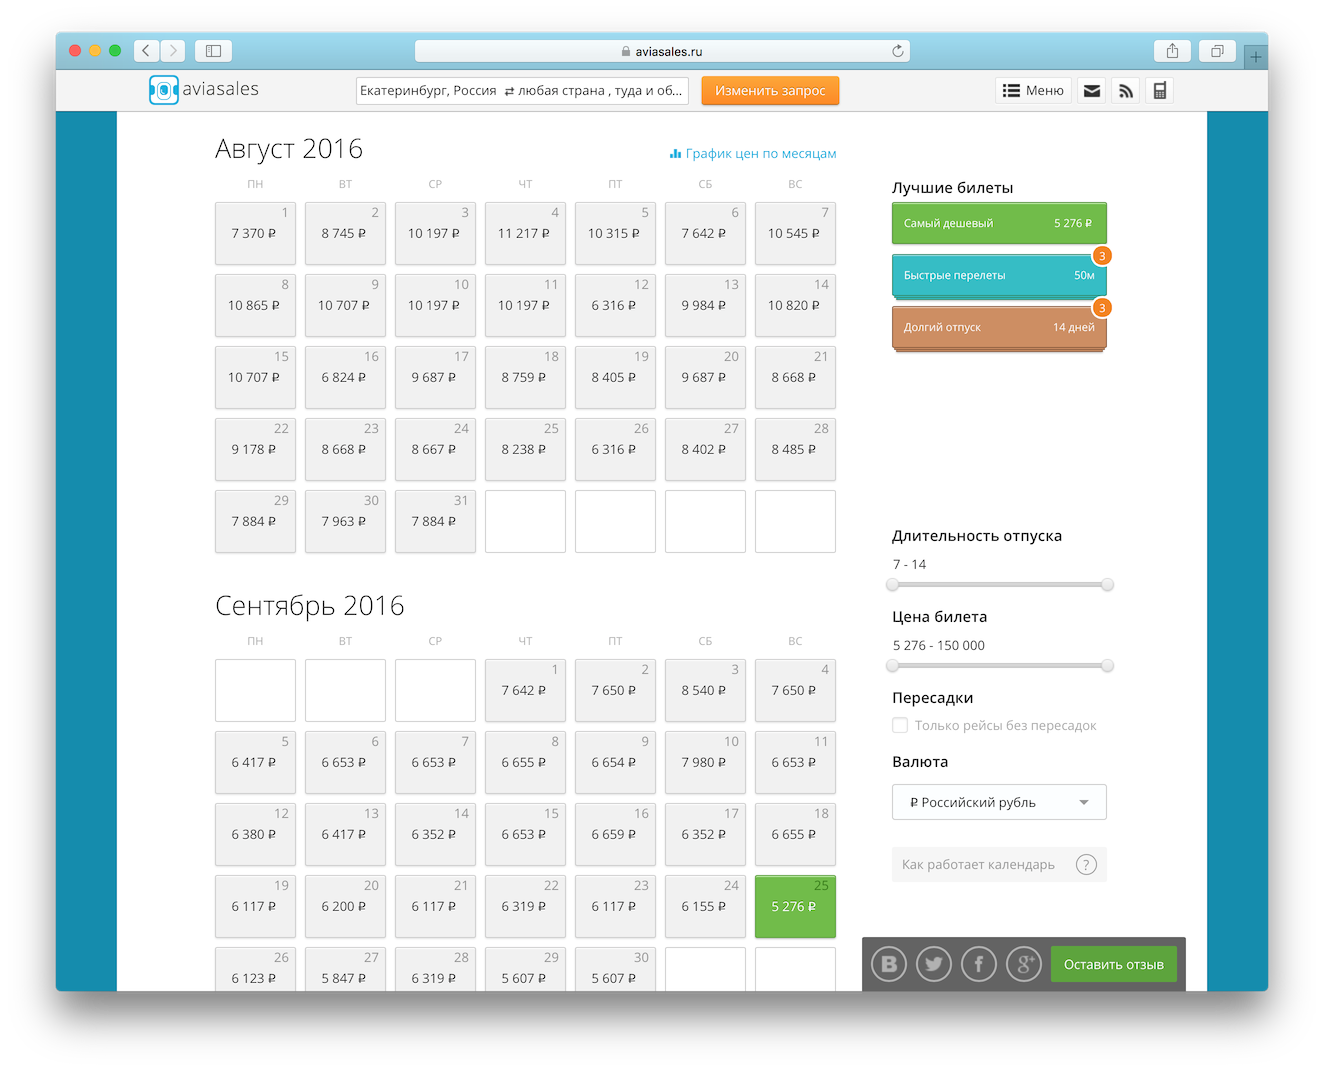 aviasales.ru
aviasales
Екатеринбург, Россия ⇄ любая страна , туда и об...
Изменить запрос
Меню
Август 2016
График цен по месяцам
ПН ВТ СР ЧТ ПТ СБ ВС
1 2 3 4 5 6 7
7 370 ₽ 8 745 ₽ 10 197 ₽ 11 217 ₽ 10 315 ₽ 7 642 ₽ 10 545 ₽
8 9 10 11 12 13 14
10 865 ₽ 10 707 ₽ 10 197 ₽ 10 197 ₽ 6 316 ₽ 9 984 ₽ 10 820 ₽
15 16 17 18 19 20 21
10 707 ₽ 6 824 ₽ 9 687 ₽ 8 759 ₽ 8 405 ₽ 9 687 ₽ 8 668 ₽
22 23 24 25 26 27 28
9 178 ₽ 8 668 ₽ 8 667 ₽ 8 238 ₽ 6 316 ₽ 8 402 ₽ 8 485 ₽
29 30 31
7 884 ₽ 7 963 ₽ 7 884 ₽
Сентябрь 2016
ПН ВТ СР ЧТ ПТ СБ ВС
1 2 3 4
7 642 ₽ 7 650 ₽ 8 540 ₽ 7 650 ₽
5 6 7 8 9 10 11
6 417 ₽ 6 653 ₽ 6 653 ₽ 6 655 ₽ 6 654 ₽ 7 980 ₽ 6 653 ₽
12 13 14 15 16 17 18
6 380 ₽ 6 417 ₽ 6 352 ₽ 6 653 ₽ 6 659 ₽ 6 352 ₽ 6 655 ₽
19 20 21 22 23 24 25
6 117 ₽ 6 200 ₽ 6 117 ₽ 6 319 ₽ 6 117 ₽ 6 155 ₽ 5 276 ₽
26 27 28 29 30
6 123 ₽ 5 847 ₽ 6 319 ₽ 5 607 ₽ 5 607 ₽
Лучшие билеты
Самый дешевый 5 276 ₽
3
Быстрые перелеты 50м
3
Долгий отпуск 14 дней
Длительность отпуска
7 - 14
Цена билета
5 276 - 150 000
Пересадки
Только рейсы без пересадок
Валюта
₽ Российский рубль
Как работает календарь ?
B f g+ Оставить отзыв